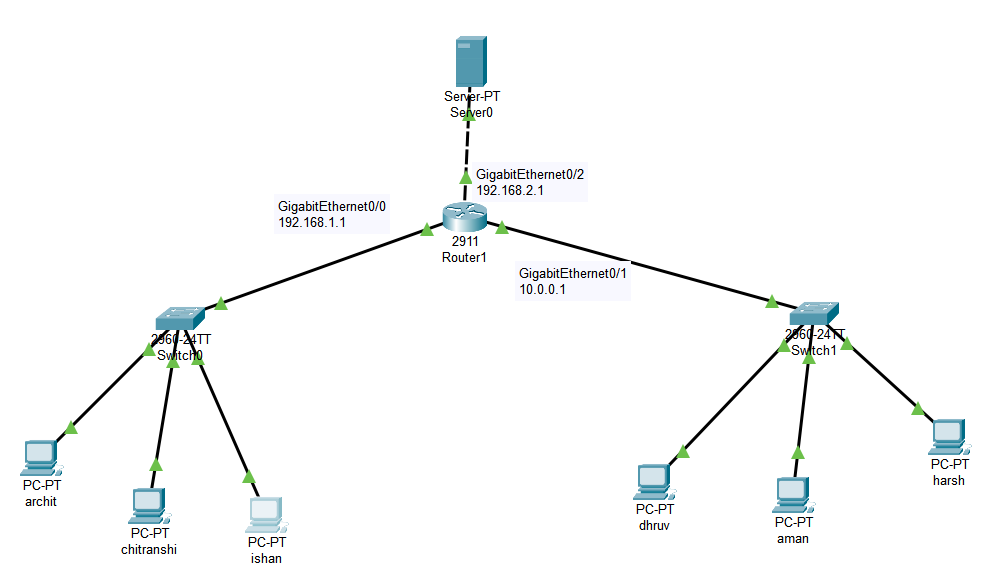 Server-PT
Server0
GigabitEthernet0/2
192.168.2.1
GigabitEthernet0/0
192.168.1.1
2911
Router1
GigabitEthernet0/1
10.0.0.1
2960-24TT
Switch0
2960-24TT
Switch1
PC-PT
archit
PC-PT
chitranshi
PC-PT
ishan
PC-PT
dhruv
PC-PT
aman
PC-PT
harsh